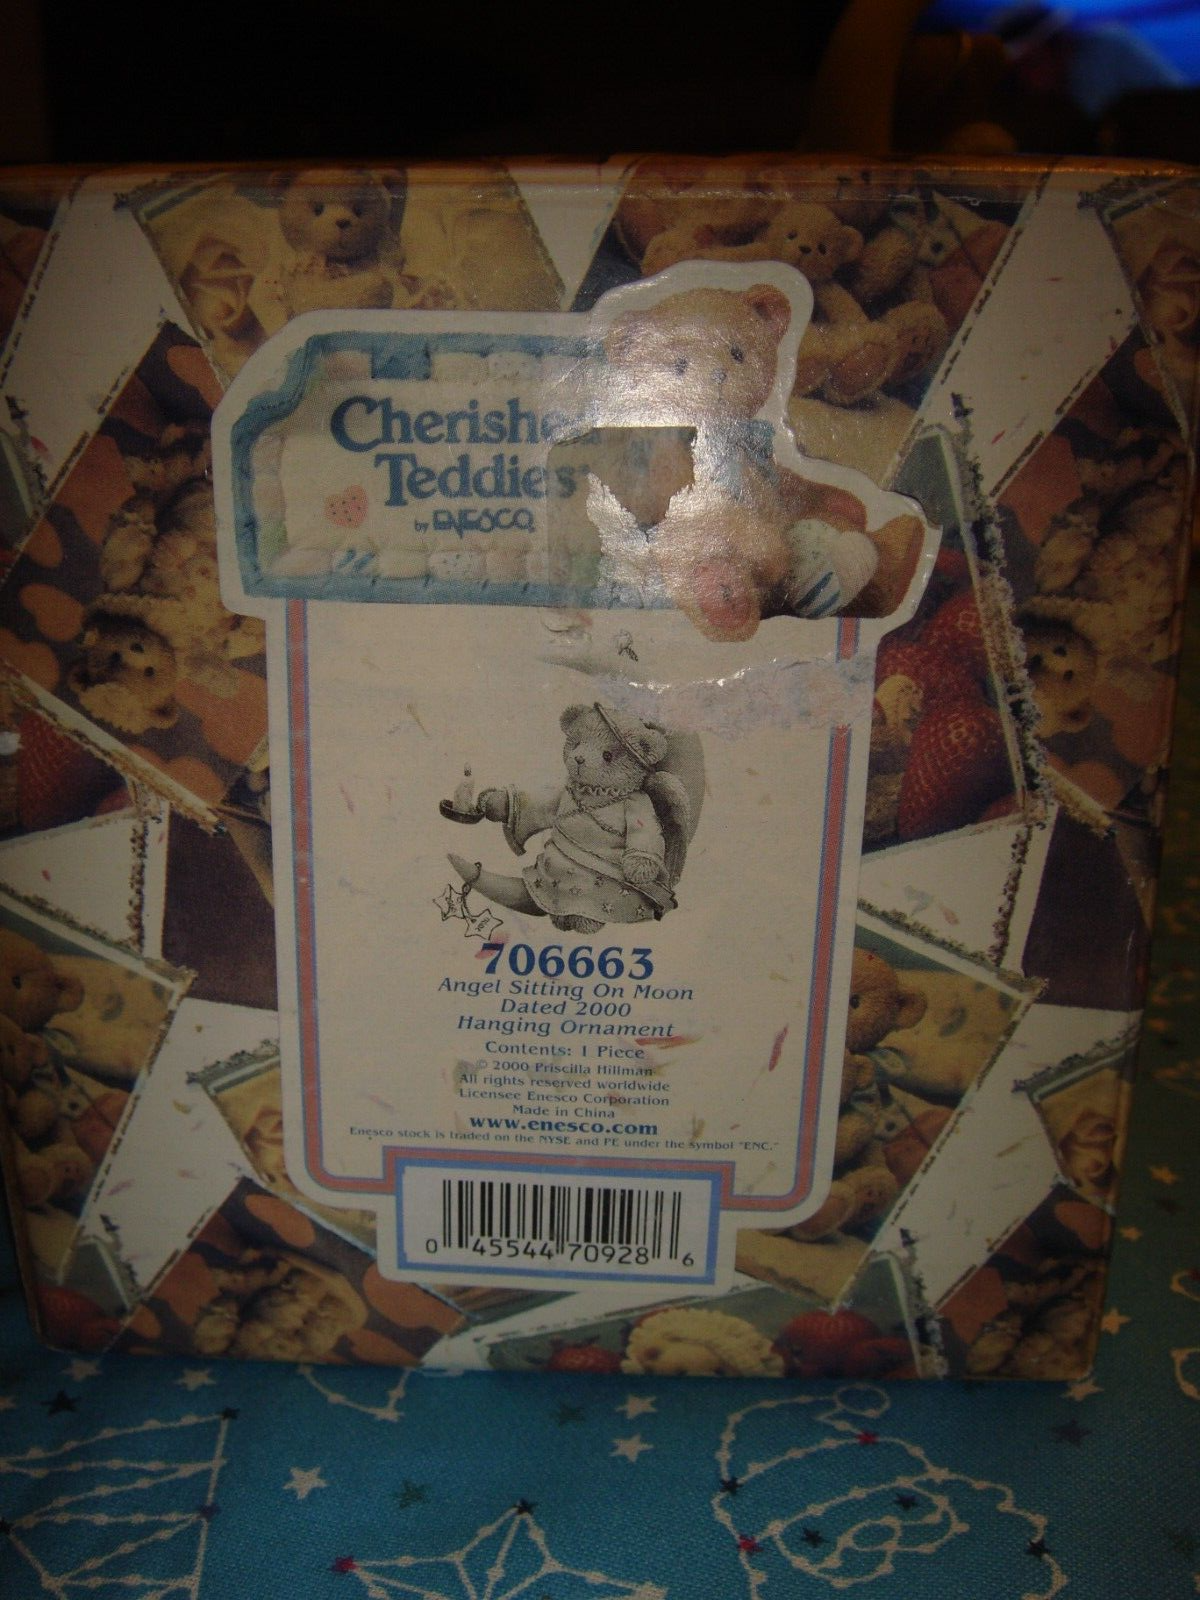 Cherished
Teddies
by ENESCO
706663
Angel Sitting On Moon
Dated 2000
Hanging Ornament
Contents: 1 Piece
© 2000 Priscilla Hillman
All rights reserved worldwide
Licensee Enesco Corporation
Made in China
www.enesco.com
Enesco stock is traded on the NYSE and PE under the symbol "ENC."
0 45544 70928 6